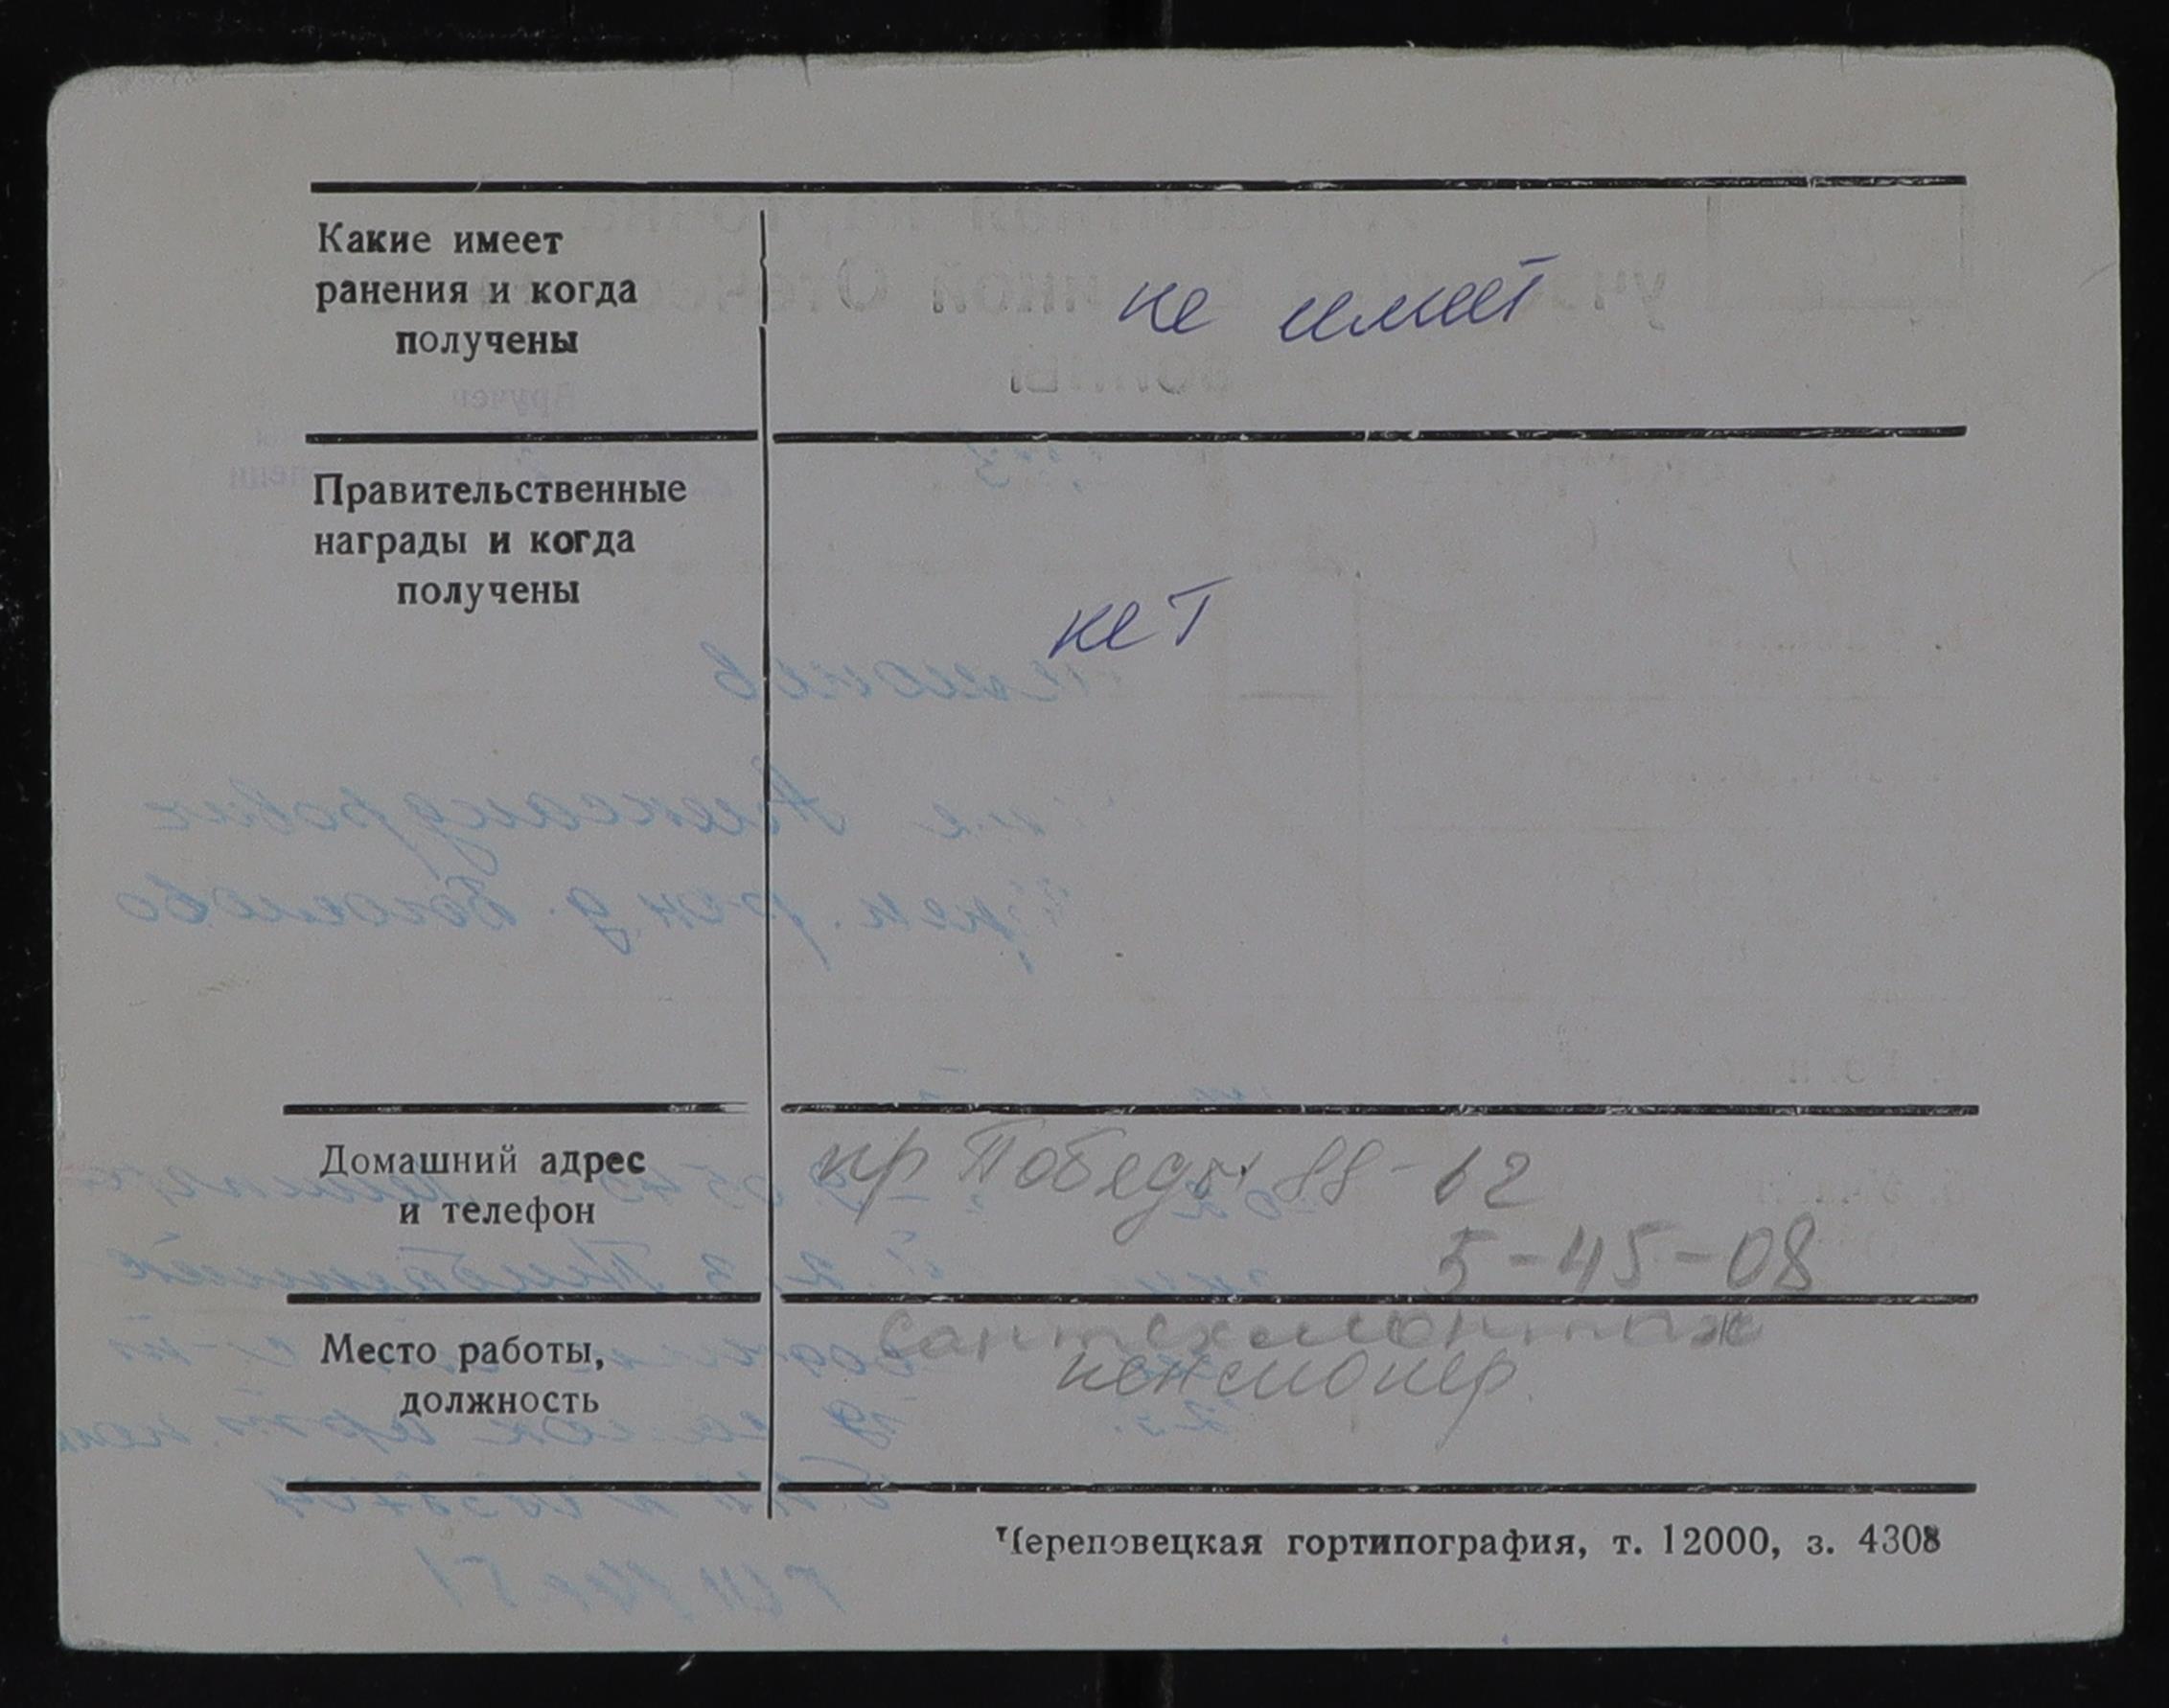 Какие имеет
ранения и когда
получены
не имеет
Правительственные
награды и когда
получены
нет
Домашний адрес
и телефон
пр Победы 88-62
5-45-08
Место работы,
должность
Сантехмонтаж
пенсионер.
Череповецкая гортипография, т. 12000, з. 4308